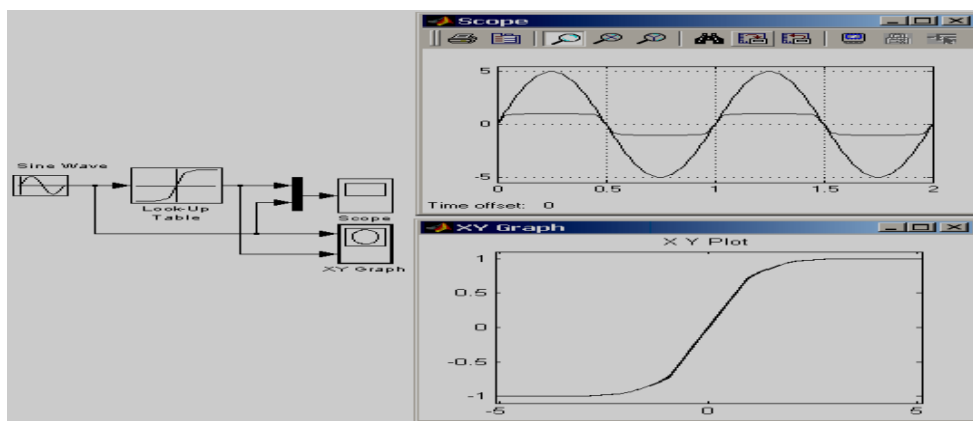 Sine Wave
Look-Up
Table
Scope
XY Graph
Scope
5
0
-5
0
0.5
1
1.5
2
Time offset: 0
XY Graph
X Y Plot
1
0.5
0
-0.5
-1
-5
0
5